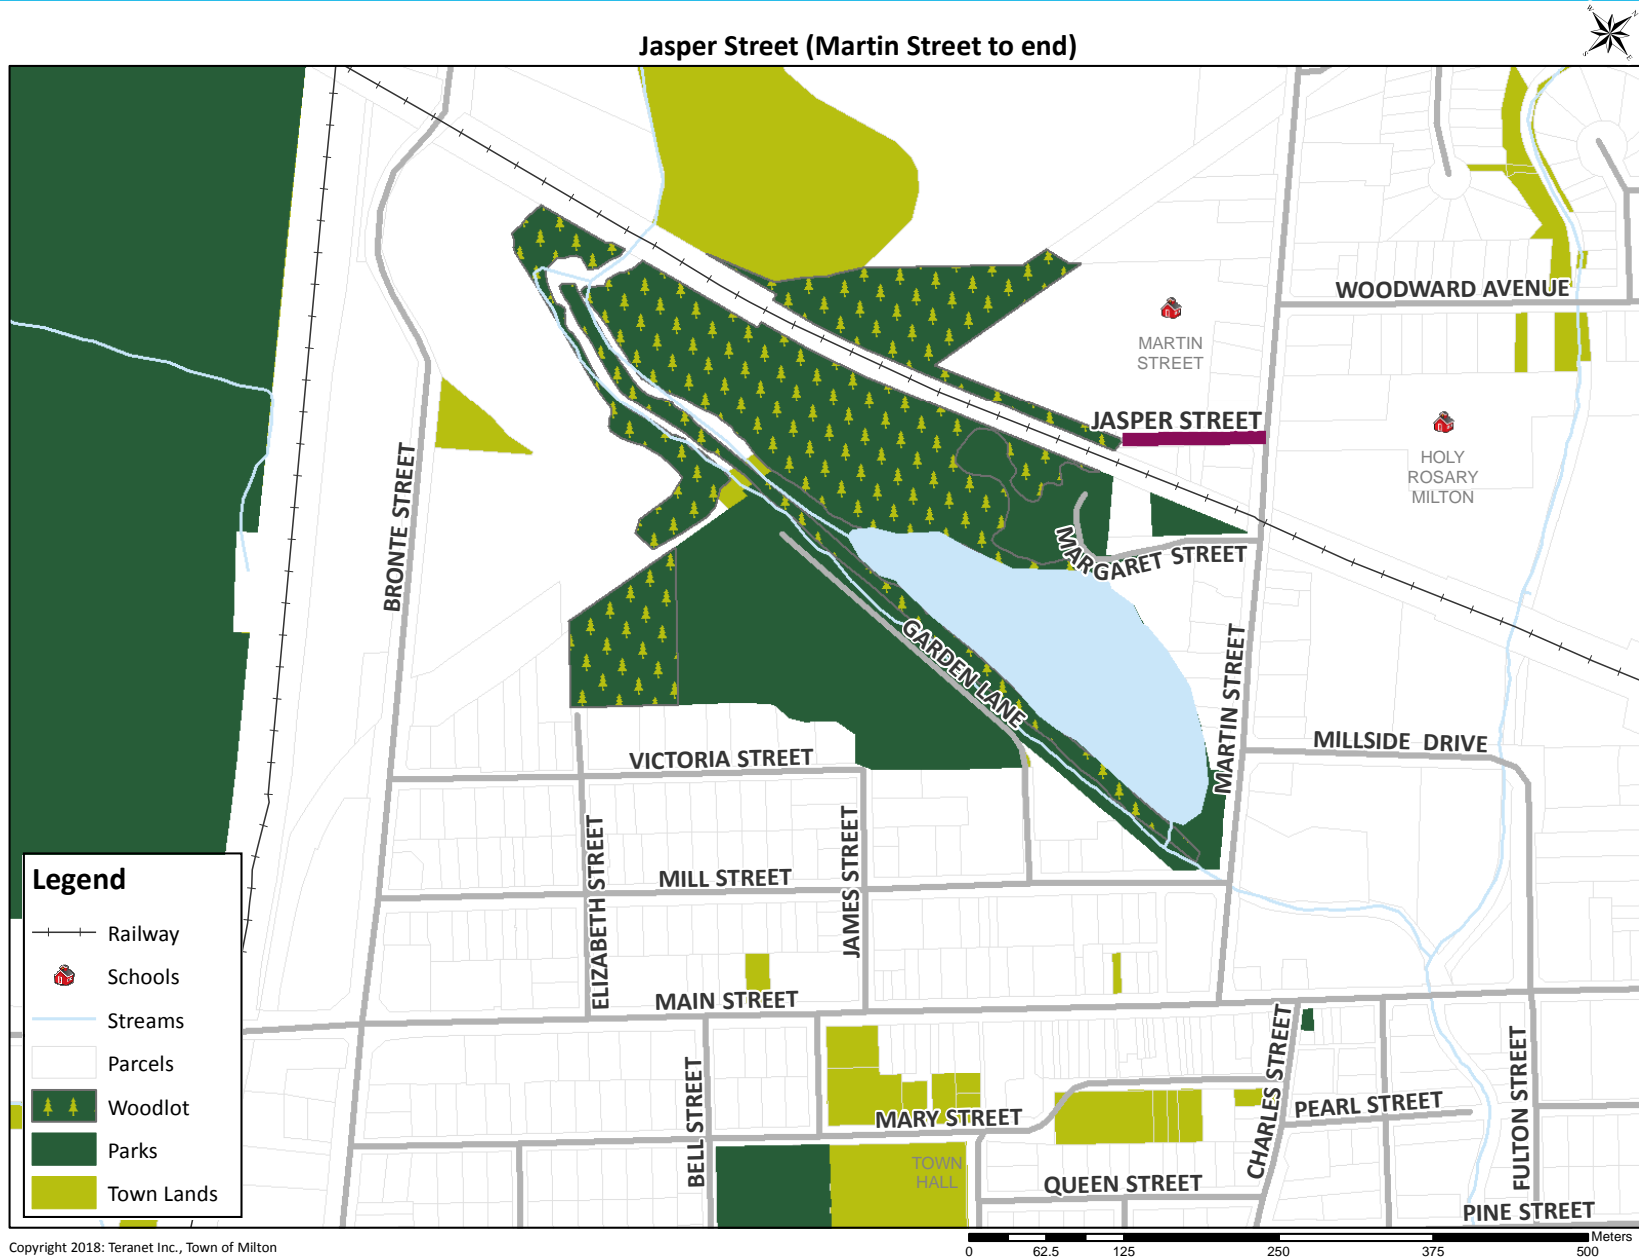 Jasper Street (Martin Street to end)
W N
S E
WOODWARD AVENUE
MARTIN
STREET
JASPER STREET
HOLY
ROSARY
MILTON
BRONTE STREET
MARGARET STREET
GARDEN LANE
MARTIN STREET
MILLSIDE DRIVE
VICTORIA STREET
ELIZABETH STREET
JAMES STREET
MILL STREET
MAIN STREET
BELL STREET
MARY STREET
CHARLES STREET
PEARL STREET
FULTON STREET
TOWN
HALL
QUEEN STREET
PINE STREET
Legend
Railway
Schools
Streams
Parcels
Woodlot
Parks
Town Lands
Copyright 2018: Teranet Inc., Town of Milton
Meters
0 62.5 125 250 375 500